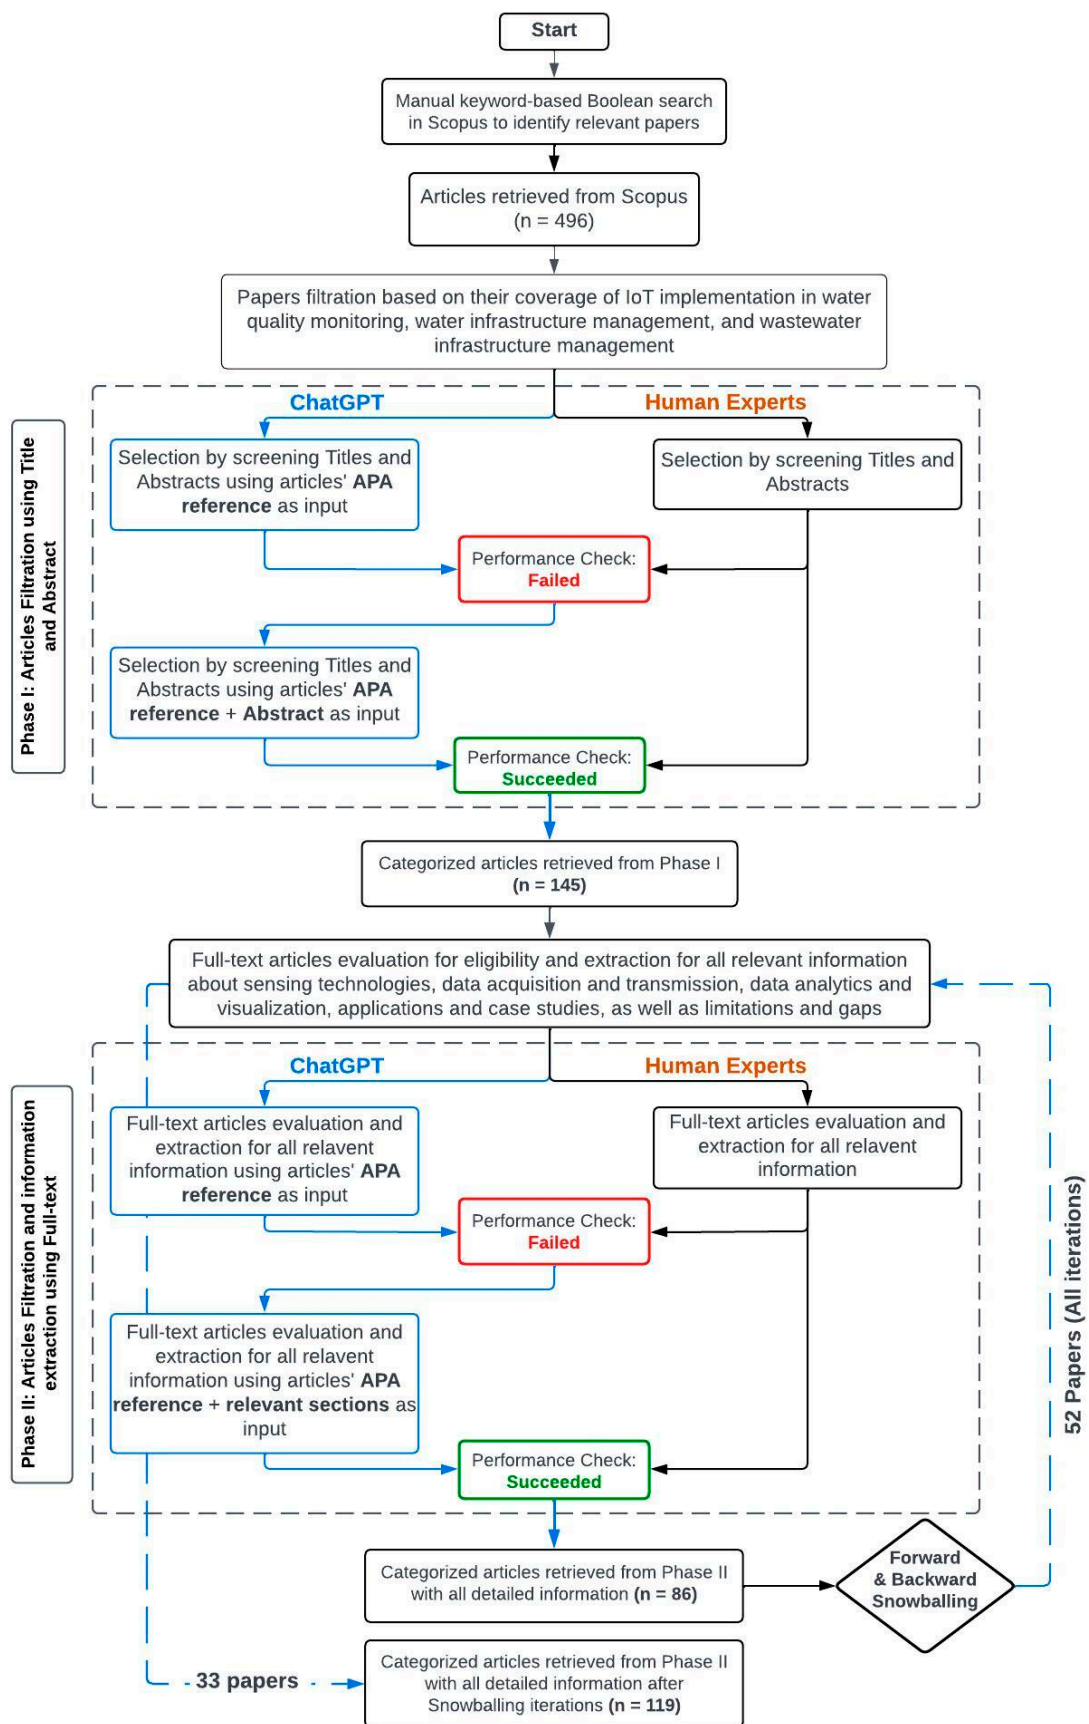 Start
Manual keyword-based Boolean search
in Scopus to identify relevant papers
Articles retrieved from Scopus
(n = 496)
Papers filtration based on their coverage of IoT implementation in water
quality monitoring, water infrastructure management, and wastewater
infrastructure management
Phase I: Articles Filtration using Title
and Abstract
ChatGPT
Human Experts
Selection by screening Titles and
Abstracts using articles' APA
reference as input
Selection by screening Titles and
Abstracts
Performance Check:
Failed
Selection by screening Titles and
Abstracts using articles' APA
reference + Abstract as input
Performance Check:
Succeeded
Categorized articles retrieved from Phase I
(n = 145)
Full-text articles evaluation for eligibility and extraction for all relevant information
about sensing technologies, data acquisition and transmission, data analytics and
visualization, applications and case studies, as well as limitations and gaps
Phase II: Articles Filtration and information
extraction using Full-text
ChatGPT
Human Experts
Full-text articles evaluation and
extraction for all relavent
information using articles' APA
reference as input
Full-text articles evaluation and
extraction for all relavent
information
Performance Check:
Failed
Full-text articles evaluation and
extraction for all relavent
information using articles' APA
reference + relevant sections as
input
Performance Check:
Succeeded
52 Papers (All iterations)
Categorized articles retrieved from Phase II
with all detailed information (n = 86)
Forward
& Backward
Snowballing
33 papers
Categorized articles retrieved from Phase II
with all detailed information after
Snowballing iterations (n = 119)